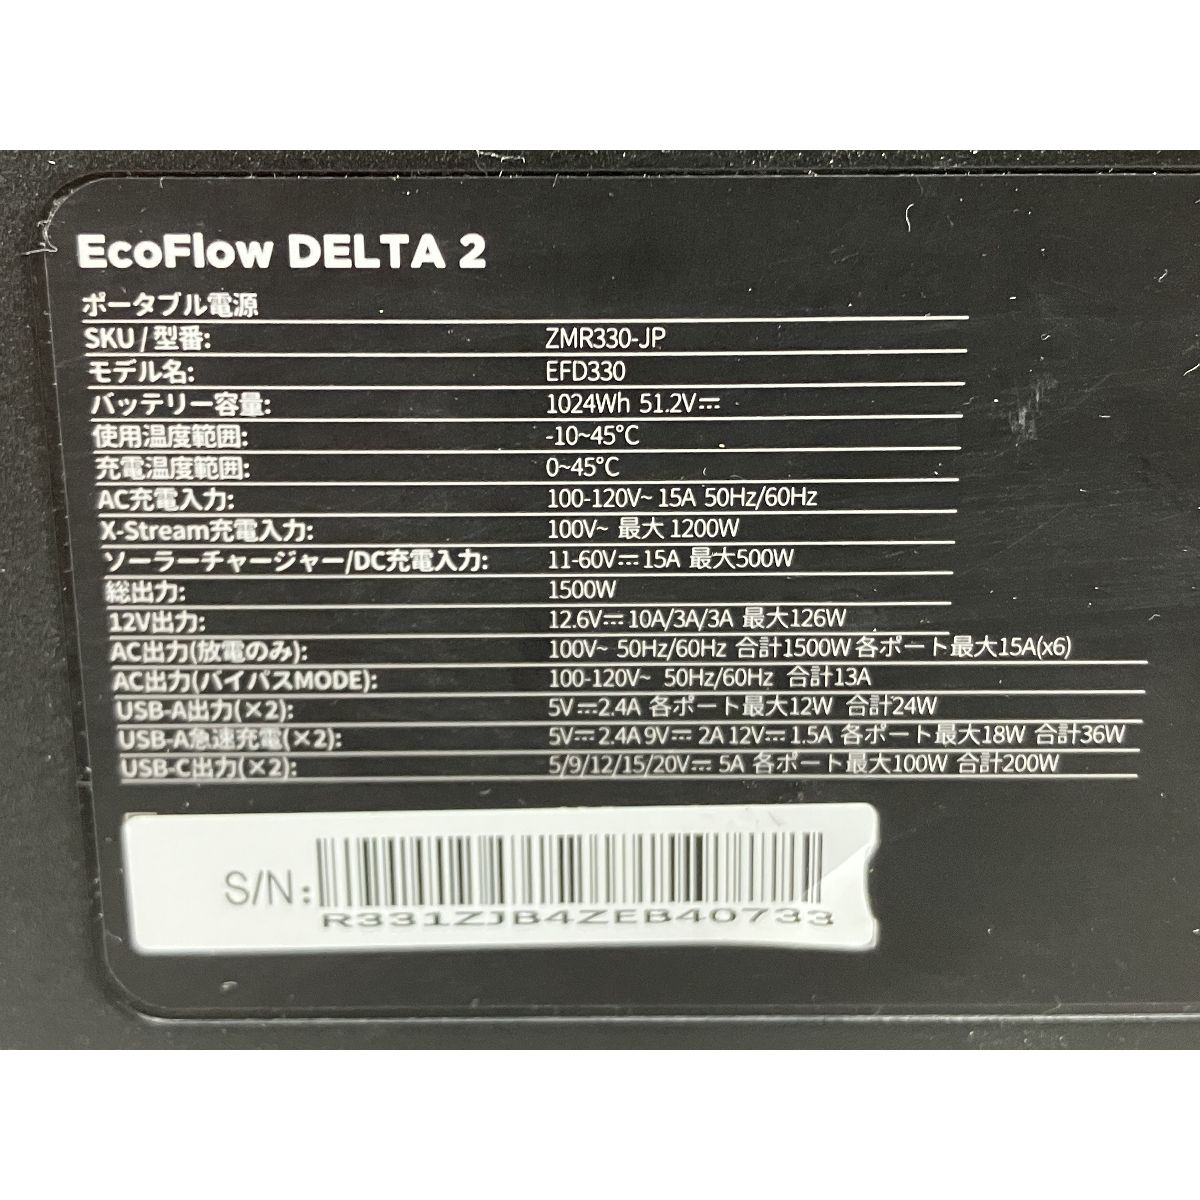 EcoFlow DELTA 2
ポータブル電源
SKU / 型番: ZMR330-JP
モデル名: EFD330
バッテリー容量: 1024Wh 51.2V⎓
使用温度範囲: -10~45°C
充電温度範囲: 0~45°C
AC充電入力: 100-120V~ 15A 50Hz/60Hz
X-Stream充電入力: 100V~ 最大 1200W
ソーラーチャージャー/DC充電入力: 11-60V⎓15A 最大500W
総出力: 1500W
12V出力: 12.6V⎓10A/3A/3A 最大126W
AC出力(放電のみ): 100V~ 50Hz/60Hz 合計1500W 各ポート最大15A(x6)
AC出力(バイパスMODE): 100-120V~ 50Hz/60Hz 合計13A
USB-A出力(×2): 5V⎓2.4A 各ポート最大12W 合計24W
USB-A急速充電(×2): 5V⎓2.4A 9V⎓2A 12V⎓1.5A 各ポート最大18W 合計36W
USB-C出力(×2): 5/9/12/15/20V⎓ 5A 各ポート最大100W 合計200W
S/N:
R331ZJB4ZEB40733